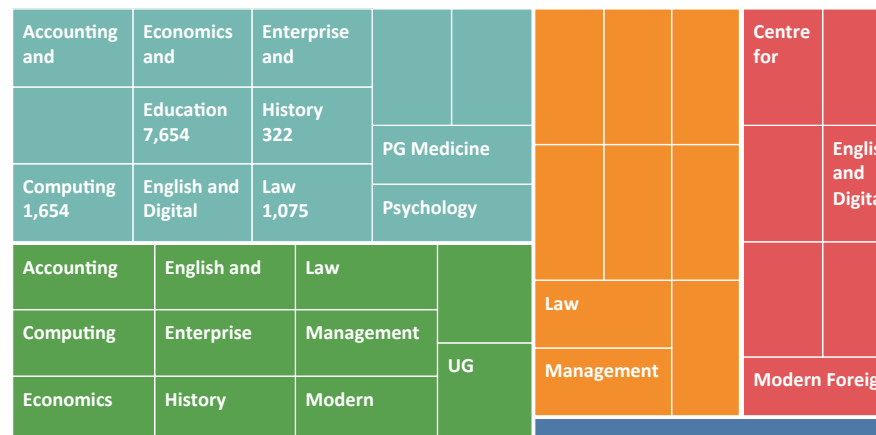 Accounting
and
Economics
and
Enterprise
and
Education
7,654
History
322
PG Medicine
Computing
1,654
English and
Digital
Law
1,075
Psychology
Accounting
English and
Law
Computing
Enterprise
Management
UG
Economics
History
Modern
Law
Management
Centre
for
Englis
and
Digita
Modern Foreig